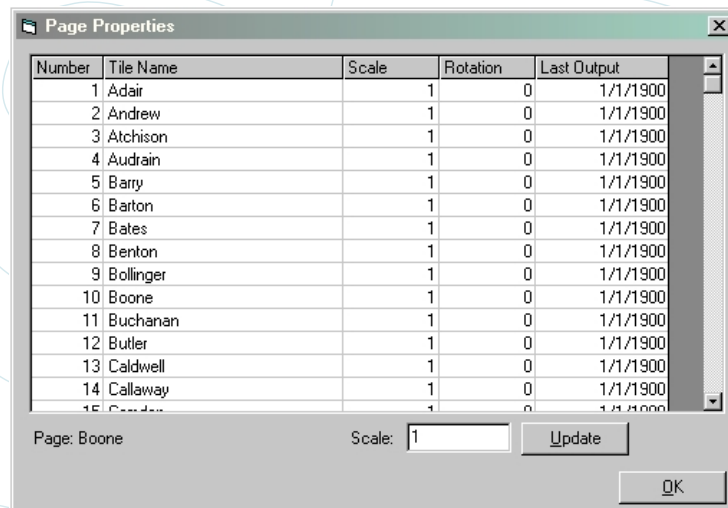 Page Properties
Number Tile Name Scale Rotation Last Output
1 Adair 1 0 1/1/1900
2 Andrew 1 0 1/1/1900
3 Atchison 1 0 1/1/1900
4 Audrain 1 0 1/1/1900
5 Barry 1 0 1/1/1900
6 Barton 1 0 1/1/1900
7 Bates 1 0 1/1/1900
8 Benton 1 0 1/1/1900
9 Bollinger 1 0 1/1/1900
10 Boone 1 0 1/1/1900
11 Buchanan 1 0 1/1/1900
12 Butler 1 0 1/1/1900
13 Caldwell 1 0 1/1/1900
14 Callaway 1 0 1/1/1900
Page: Boone Scale: 1 Update
OK